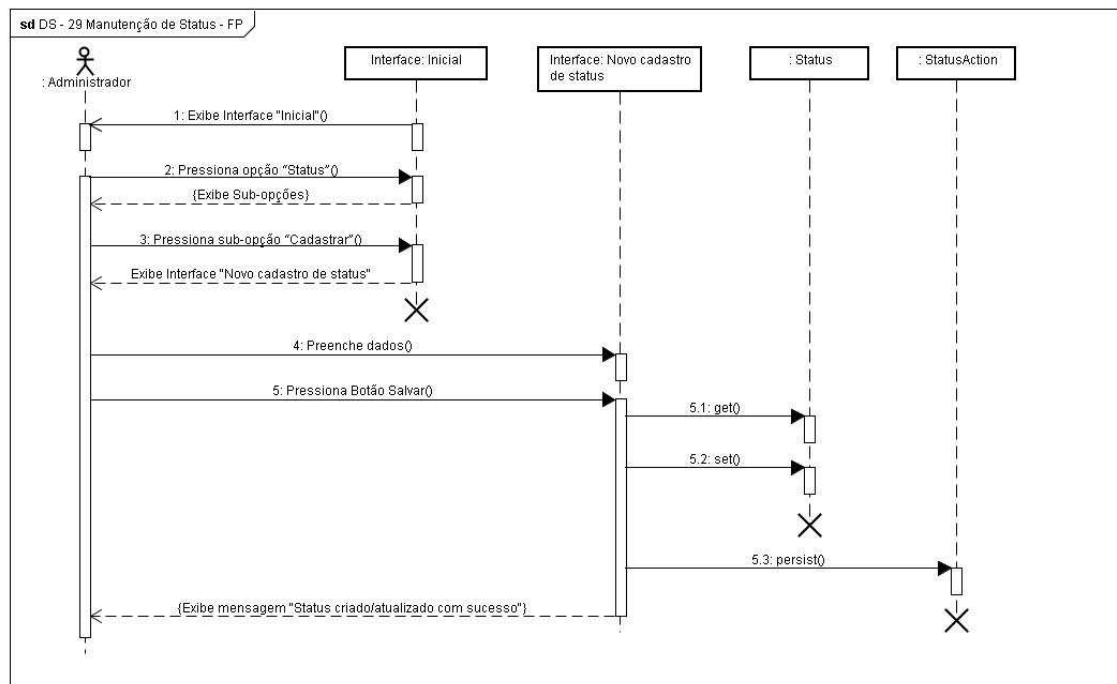 sd DS - 29 Manutenção de Status - FP
: Administrador
Interface: Inicial
Interface: Novo cadastro
de status
: Status
: StatusAction
1: Exibe Interface "Inicial"()
2: Pressiona opção “Status”()
{Exibe Sub-opções}
3: Pressiona sub-opção “Cadastrar”()
Exibe Interface "Novo cadastro de status"
4: Preenche dados()
5: Pressiona Botão Salvar()
5.1: get()
5.2: set()
5.3: persist()
{Exibe mensagem "Status criado/atualizado com sucesso"}